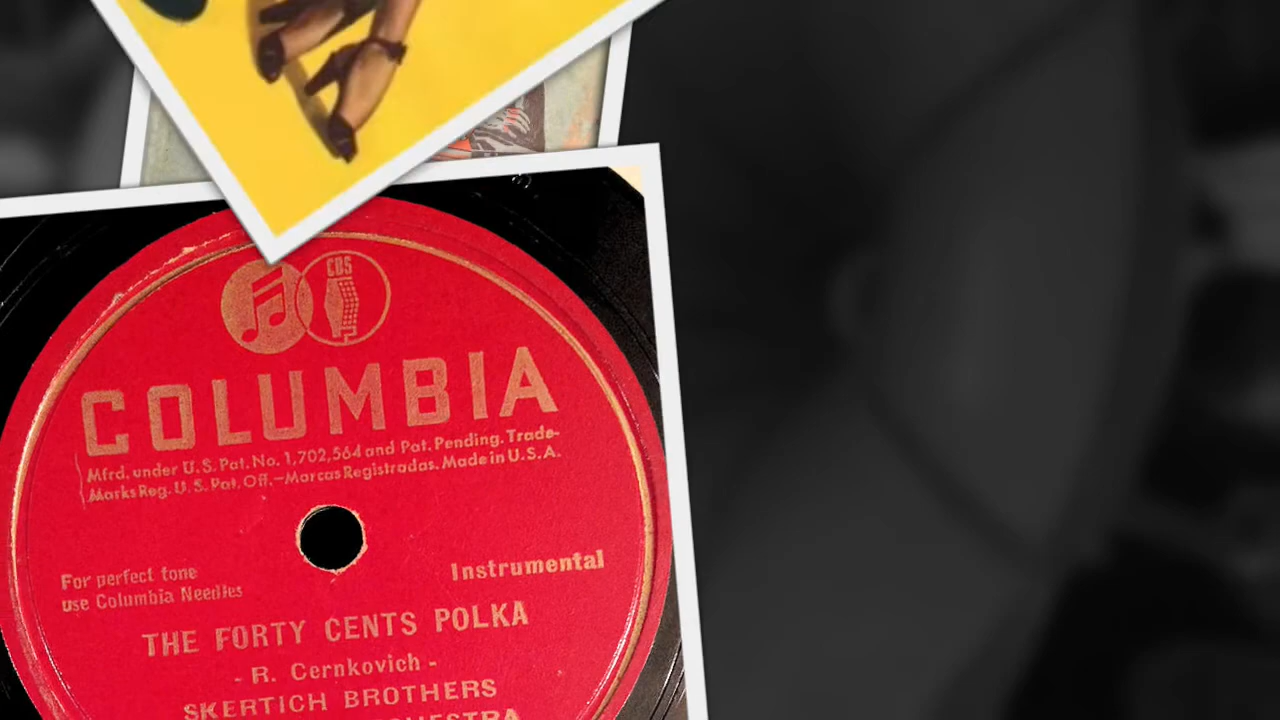 CBS
COLUMBIA
Mfrd. under U.S. Pat. No. 1,702,564 and Pat. Pending. Trade-
Marks Reg. U.S. Pat. Off.—Marcas Registradas. Made in U.S.A.
For perfect tone
use Columbia Needles
Instrumental
THE FORTY CENTS POLKA
- R. Cernkovich -
SKERTICH BROTHERS